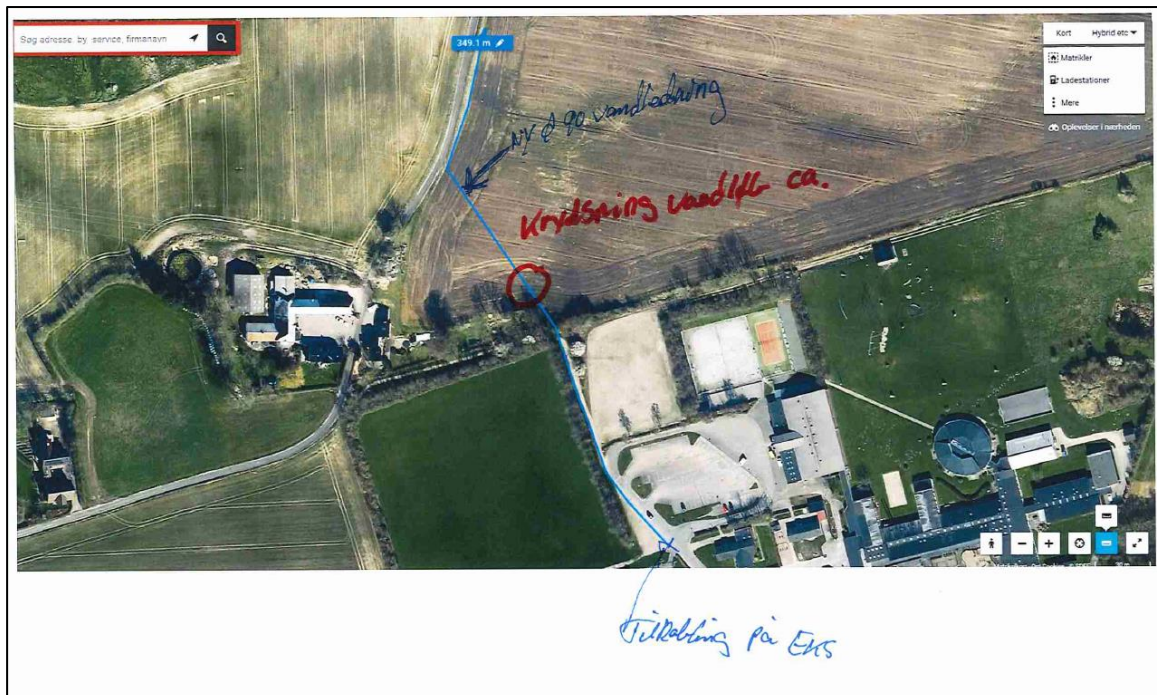 Søg adresse, by, service, firmanavn
349.1 m
Kort Hybrid etc
Matrikler
Ladestationer
Mere
Oplevelser i nærheden
NY Ø 90 vandledning
Krydsning vandløb ca.
Tilkobling på EKS